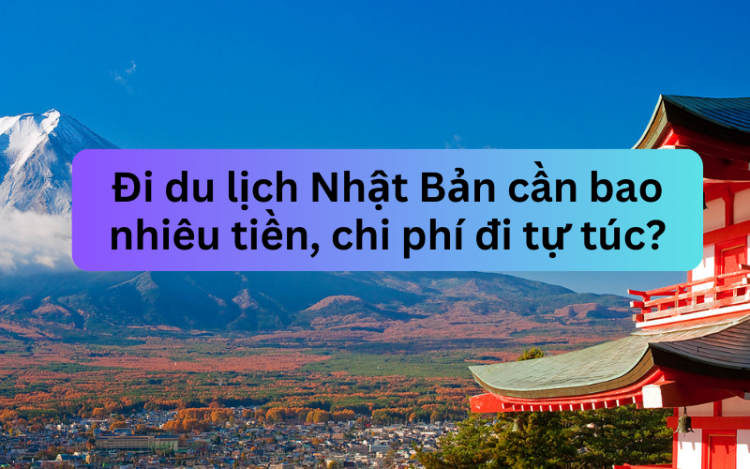 Đi du lịch Nhật Bản cần bao
nhiêu tiền, chi phí đi tự túc?